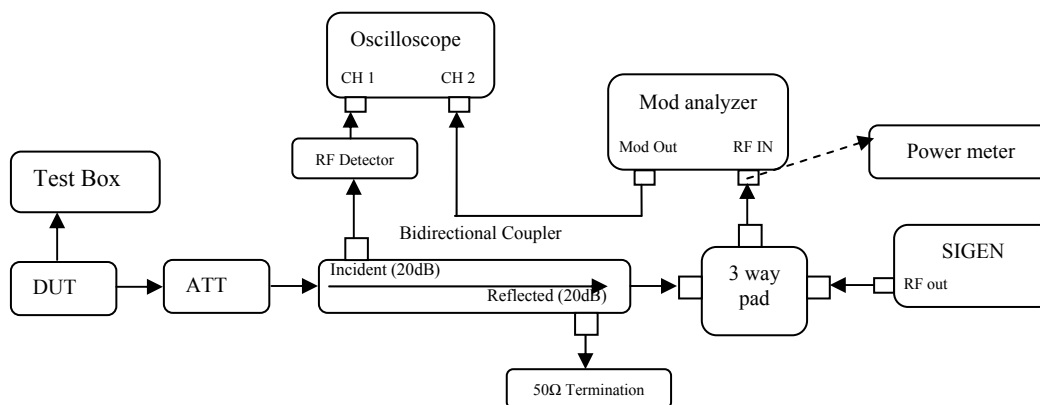 Oscilloscope
CH 1
CH 2
Mod analyzer
Mod Out
RF IN
Power meter
RF Detector
Test Box
Bidirectional Coupler
SIGEN
RF out
DUT
ATT
Incident (20dB)
Reflected (20dB)
3 way
pad
50Ω Termination